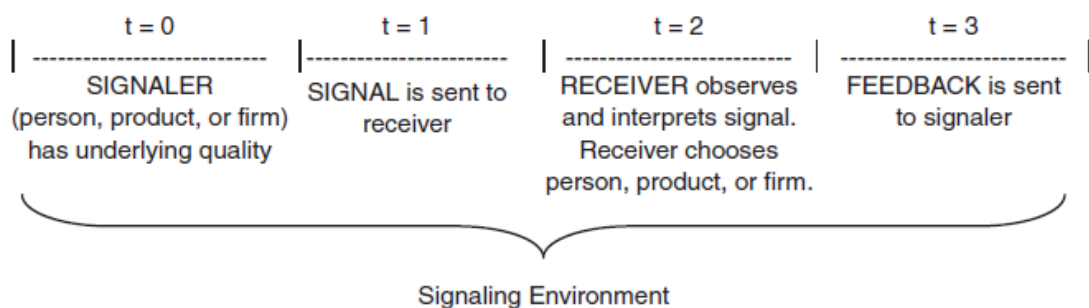 t = 0
SIGNALER
(person, product, or firm)
has underlying quality
t = 1
SIGNAL is sent to
receiver
t = 2
RECEIVER observes
and interprets signal.
Receiver chooses
person, product, or firm.
t = 3
FEEDBACK is sent
to signaler
Signaling Environment